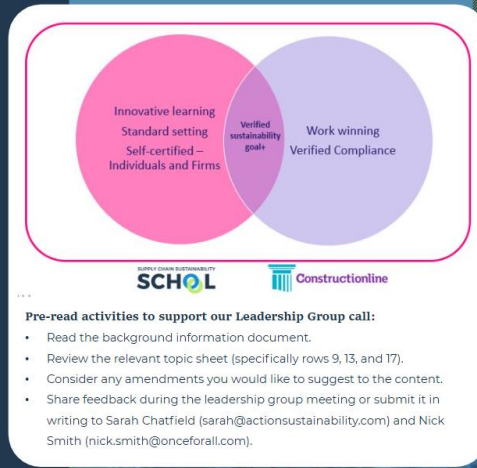 Innovative learning
Standard setting
Self-certified –
Individuals and Firms
Verified
sustainability
goal+
Work winning
Verified Compliance
SUPPLY CHAIN SUSTAINABILITY
SCHOOL
Constructionline
...
Pre-read activities to support our Leadership Group call:
• Read the background information document.
• Review the relevant topic sheet (specifically rows 9, 13, and 17).
• Consider any amendments you would like to suggest to the content.
• Share feedback during the leadership group meeting or submit it in
writing to Sarah Chatfield (sarah@actionsustainability.com) and Nick
Smith (nick.smith@onceforall.com).